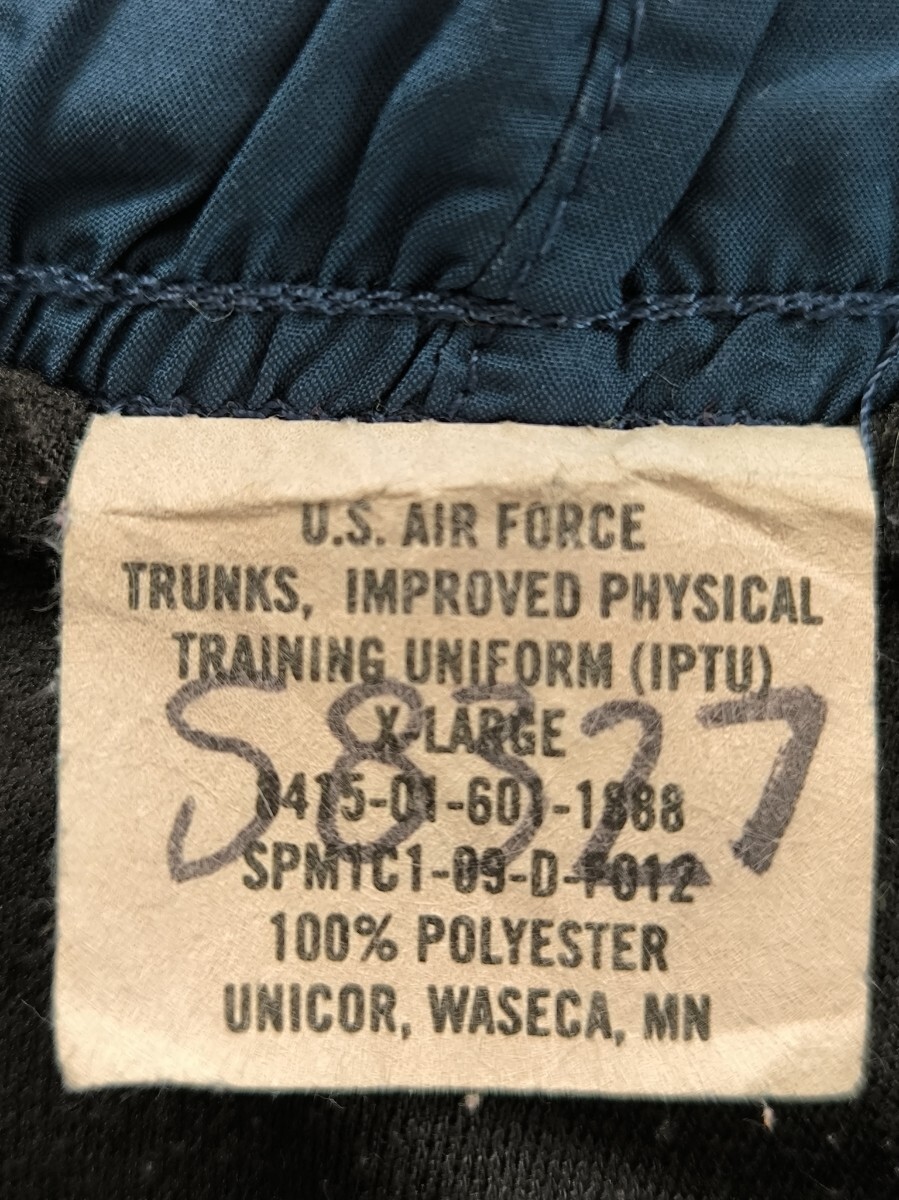 U.S. AIR FORCE
TRUNKS, IMPROVED PHYSICAL
TRAINING UNIFORM (IPTU)
X-LARGE
58327
8415-01-601-1888
SPM1C1-09-D-F012
100% POLYESTER
UNICOR, WASECA, MN